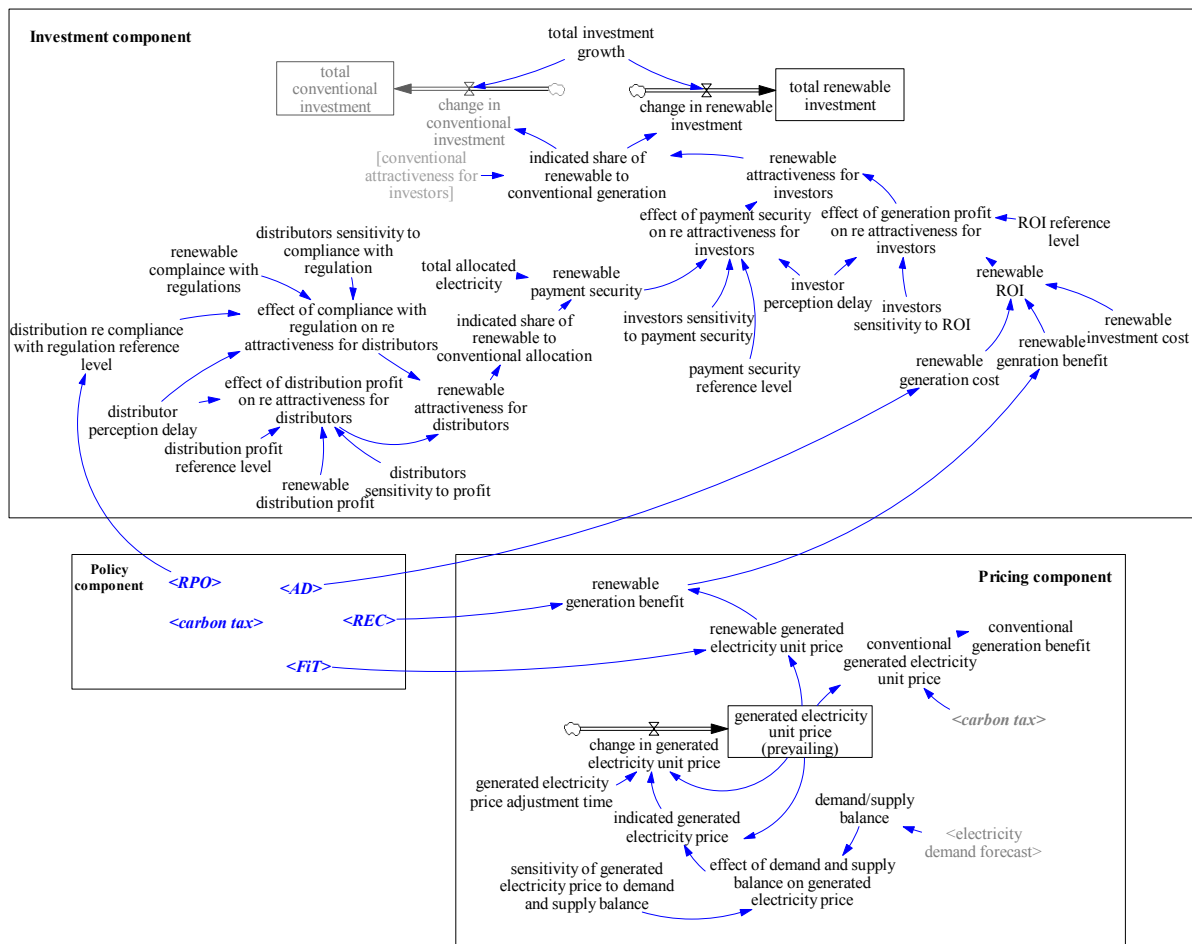 Investment component
total investment
growth
total
conventional
investment
change in
conventional
investment
change in renewable
investment
total renewable
investment
[conventional
attractiveness for
investors]
indicated share of
renewable to
conventional generation
renewable
attractiveness for
investors
effect of payment security
on re attractiveness for
investors
effect of generation profit
on re attractiveness for
investors
ROI reference
level
renewable
complaince with
regulations
distributors sensitivity to
compliance with
regulation
total allocated
electricity
renewable
payment security
investor
perception delay
renewable
ROI
distribution re compliance
with regulation reference
level
effect of compliance with
regulation on re
attractiveness for distributors
indicated share of
renewable to
conventional allocation
investors sensitivity
to payment security
investors
sensitivity to ROI
renewable
investment cost
renewable
genration benefit
payment security
reference level
renewable
generation cost
effect of distribution profit
on re attractiveness for
distributors
renewable
attractiveness for
distributors
distributor
perception delay
distribution profit
reference level
renewable
distribution profit
distributors
sensitivity to profit
Policy
component
<RPO>
<AD>
<carbon tax>
<REC>
<FiT>
Pricing component
renewable
generation benefit
renewable generated
electricity unit price
conventional
generated electricity
unit price
conventional
generation benefit
<carbon tax>
generated electricity
unit price
(prevailing)
change in generated
electricity unit price
generated electricity
price adjustment time
indicated generated
electricity price
demand/supply
balance
<electricity
demand forecast>
sensitivity of generated
electricity price to demand
and supply balance
effect of demand and supply
balance on generated
electricity price